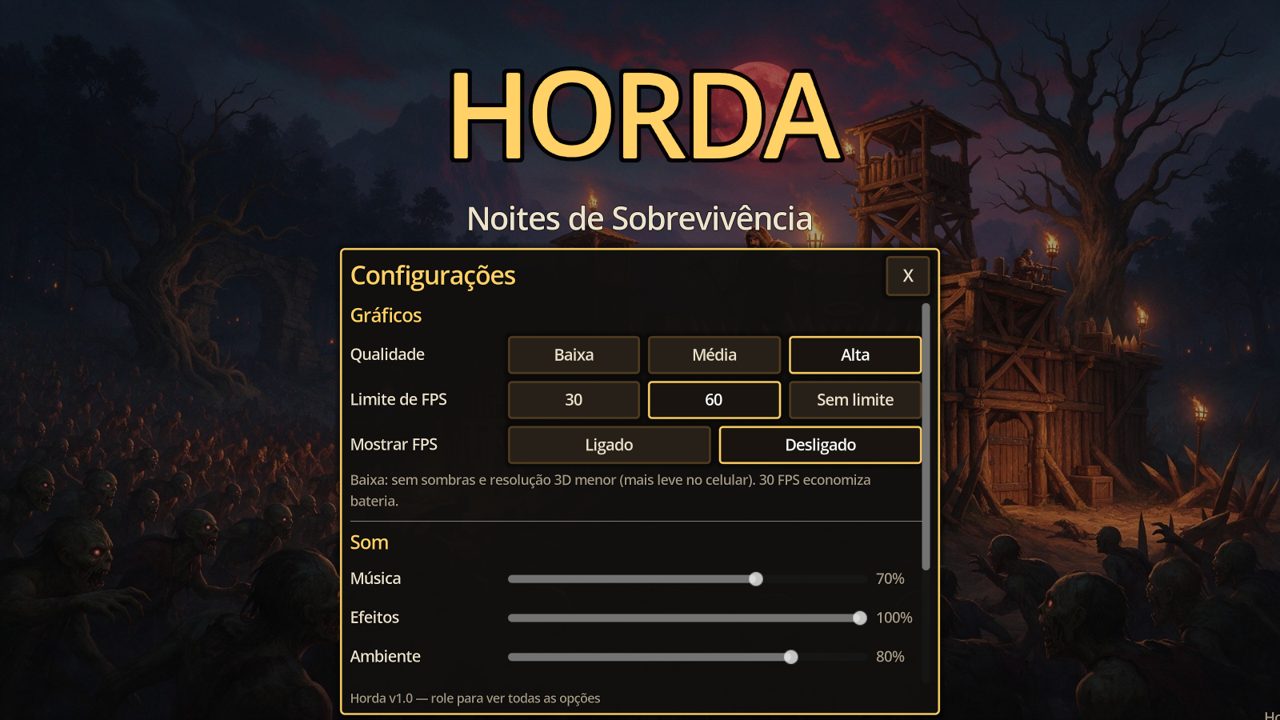 HORDA
Noites de Sobrevivência
Configurações X
Gráficos
Qualidade Baixa Média Alta
Limite de FPS 30 60 Sem limite
Mostrar FPS Ligado Desligado
Baixa: sem sombras e resolução 3D menor (mais leve no celular). 30 FPS economiza
bateria.
Som
Música 70%
Efeitos 100%
Ambiente 80%
Horda v1.0 — role para ver todas as opções